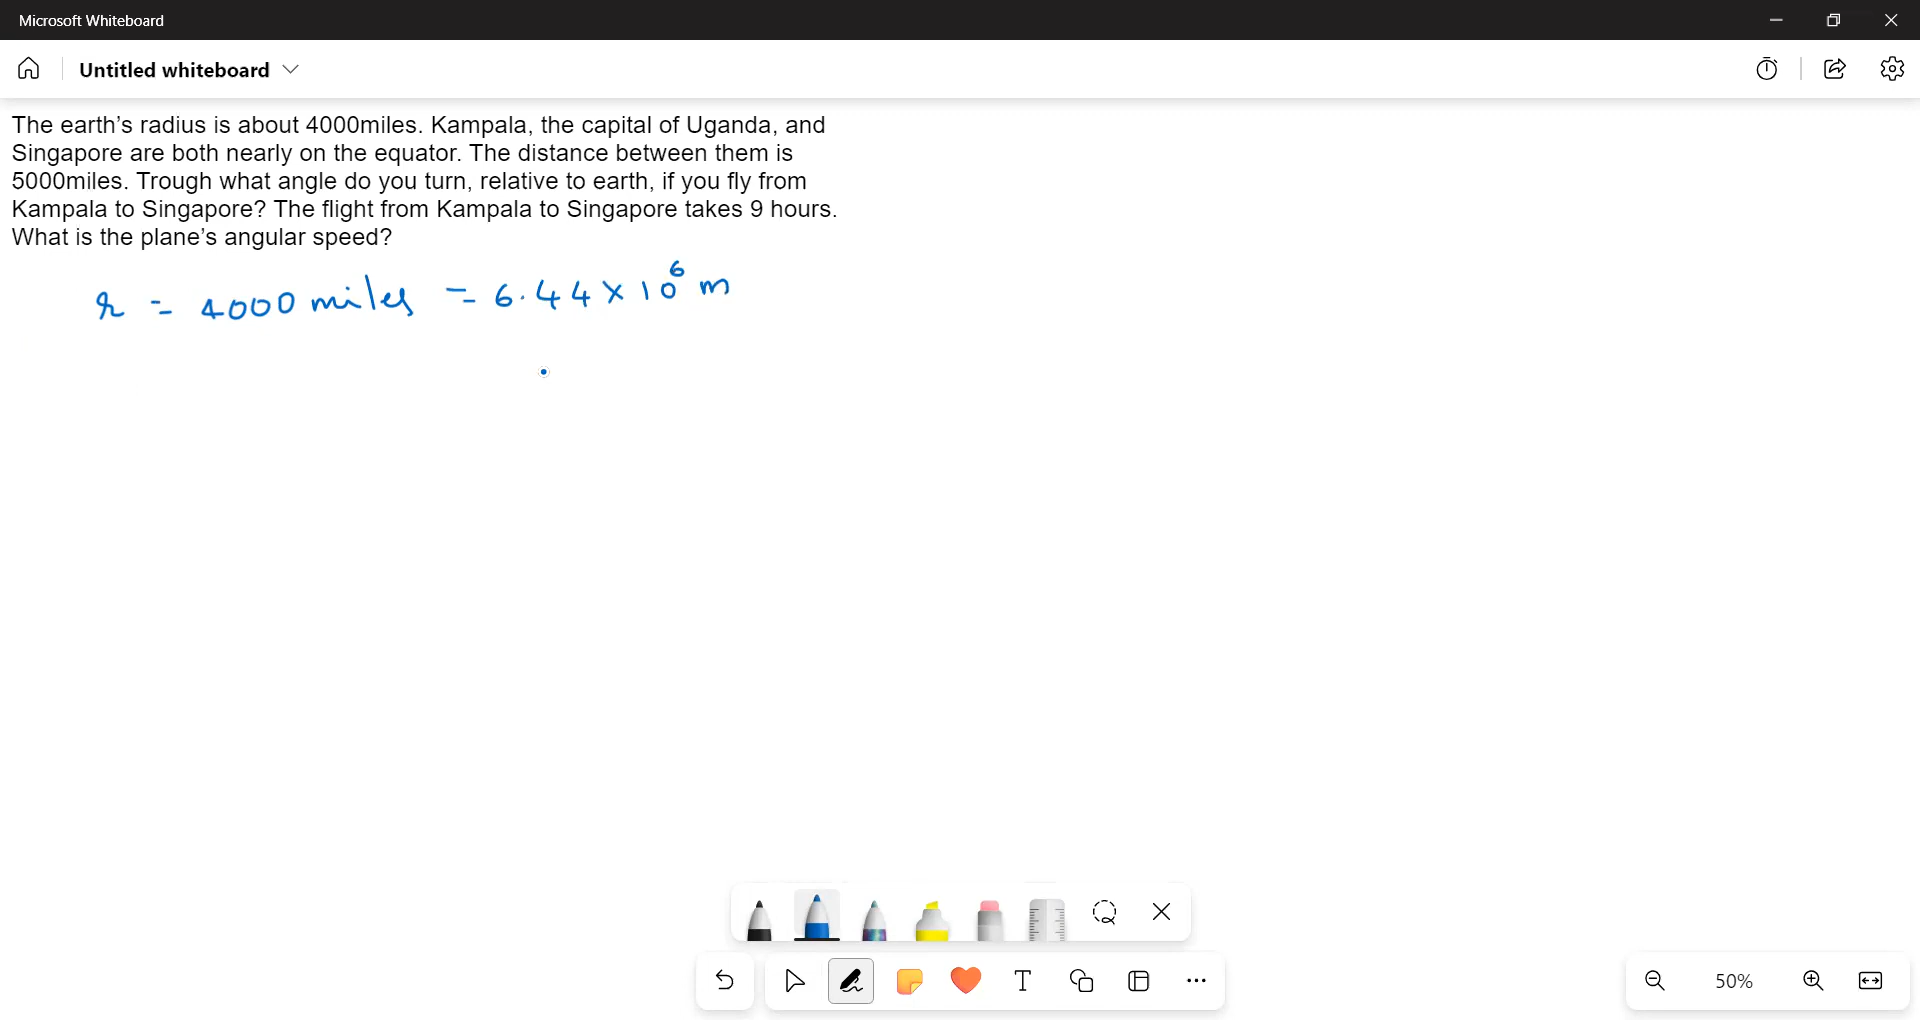 Microsoft Whiteboard
Untitled whiteboard
The earth's radius is about 4000miles. Kampala, the capital of Uganda, and
Singapore are both nearly on the equator. The distance between them is
5000miles. Trough what angle do you turn, relative to earth, if you fly from
Kampala to Singapore? The flight from Kampala to Singapore takes 9 hours.
What is the plane's angular speed?
r = 4000 miles = 6.44 × 10⁶ m
50%